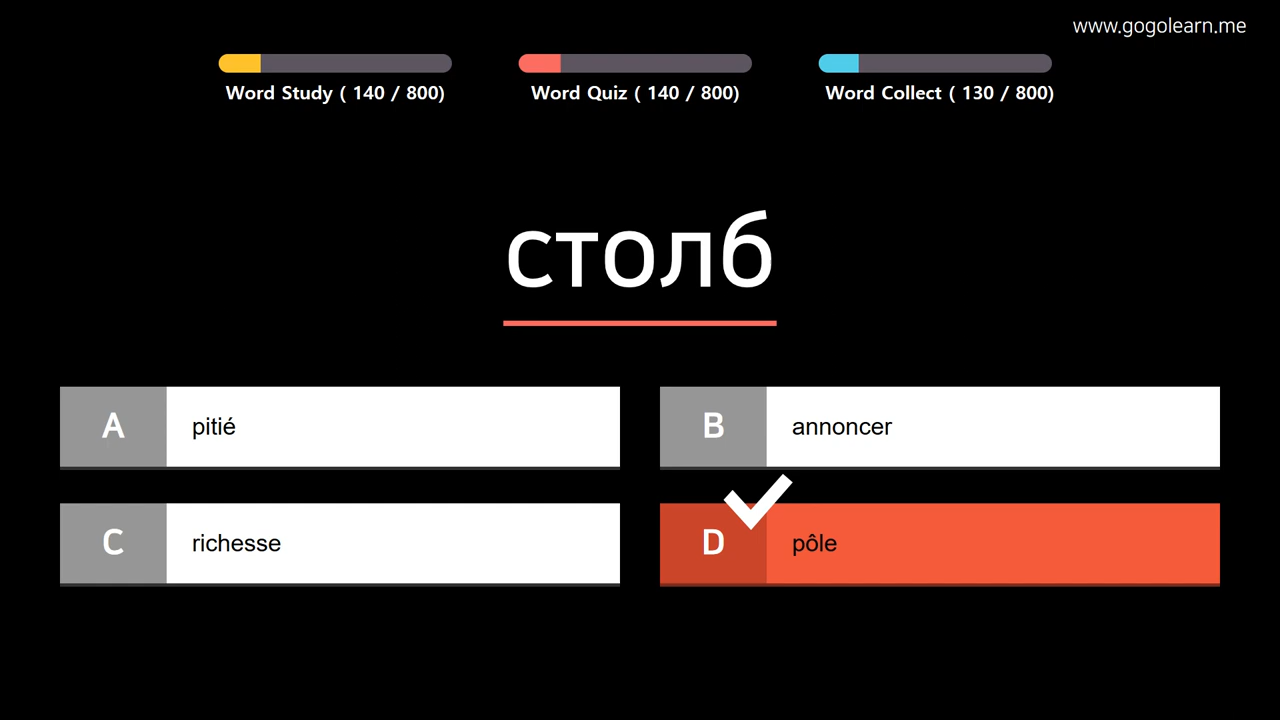 www.gogolearn.me
Word Study ( 140 / 800)
Word Quiz ( 140 / 800)
Word Collect ( 130 / 800)
столб
A pitié
B annoncer
C richesse
D pôle